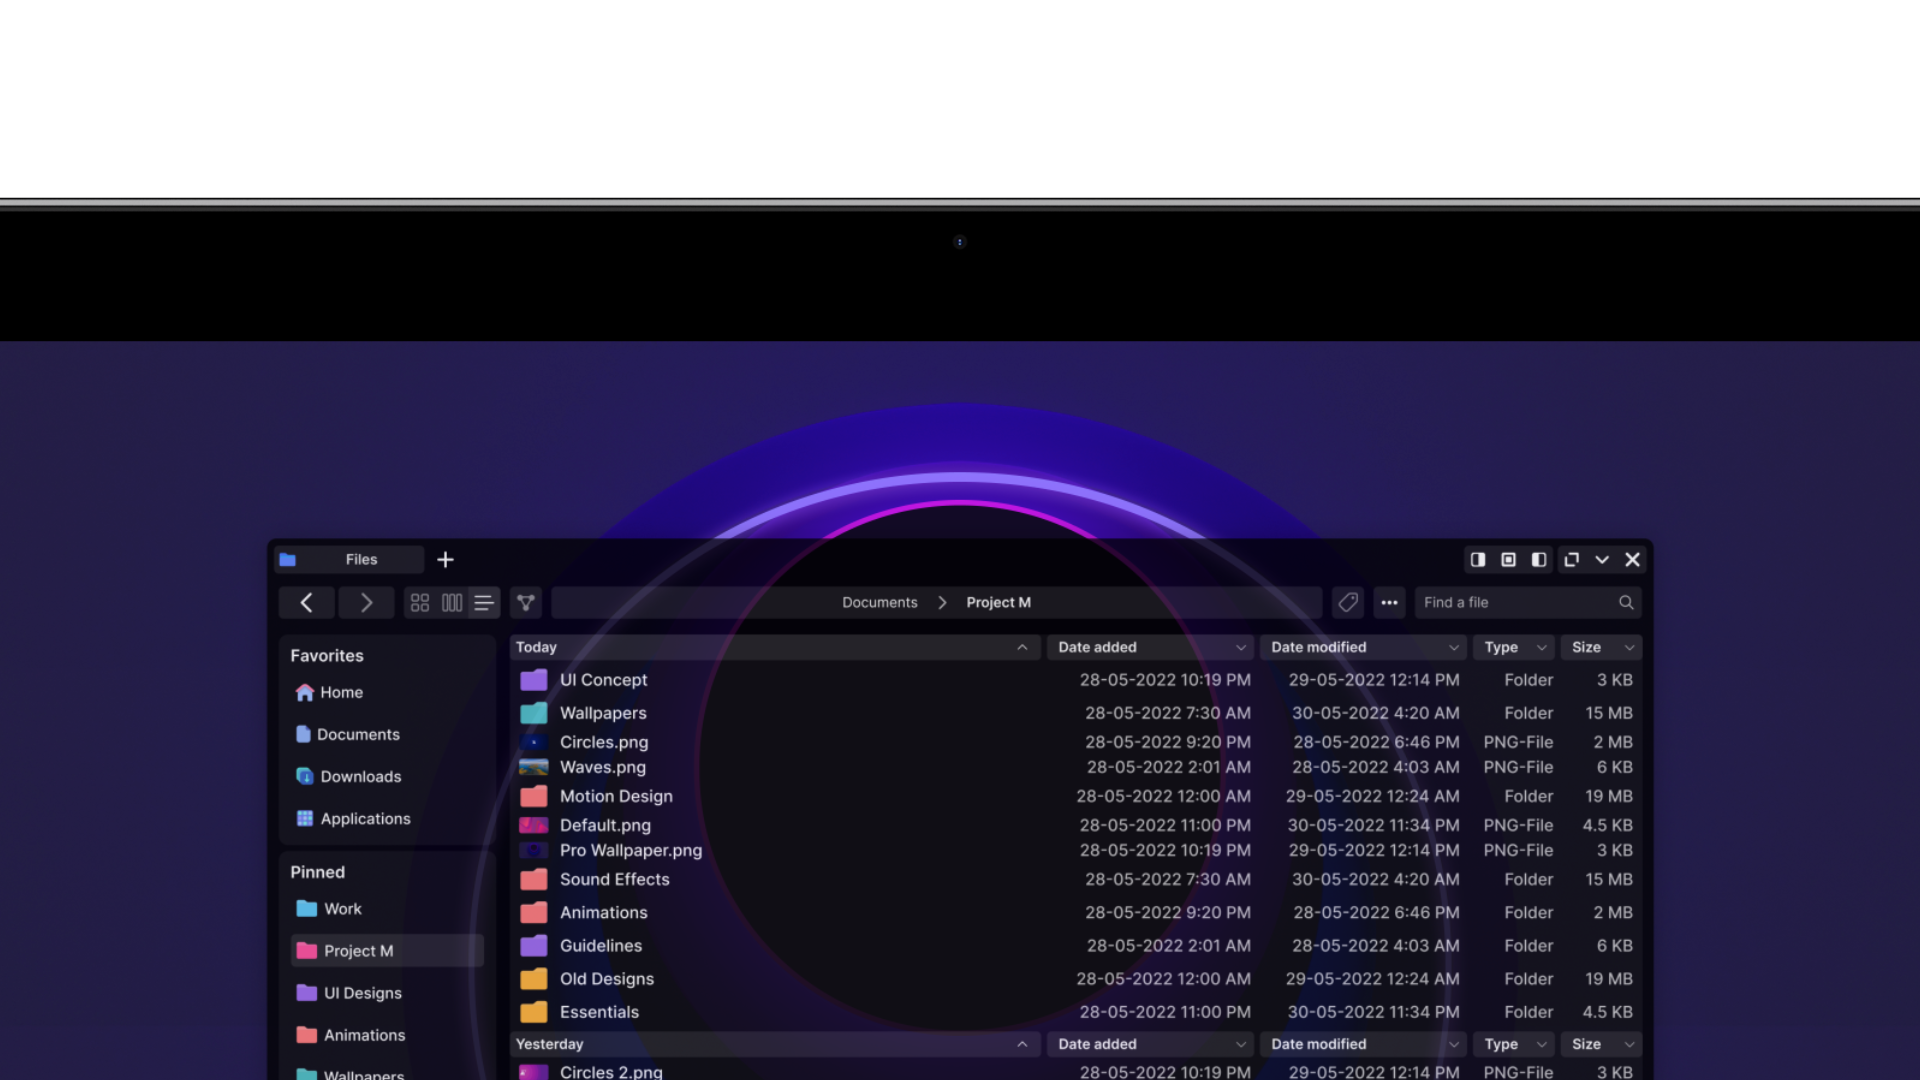 Files
Documents > Project M
Find a file
Favorites
Home
Documents
Downloads
Applications
Pinned
Work
Project M
UI Designs
Animations
Wallpapers
Today Date added Date modified Type Size
UI Concept 28-05-2022 10:19 PM 29-05-2022 12:14 PM Folder 3 KB
Wallpapers 28-05-2022 7:30 AM 30-05-2022 4:20 AM Folder 15 MB
Circles.png 28-05-2022 9:20 PM 28-05-2022 6:46 PM PNG-File 2 MB
Waves.png 28-05-2022 2:01 AM 28-05-2022 4:03 AM PNG-File 6 KB
Motion Design 28-05-2022 12:00 AM 29-05-2022 12:24 AM Folder 19 MB
Default.png 28-05-2022 11:00 PM 30-05-2022 11:34 PM PNG-File 4.5 KB
Pro Wallpaper.png 28-05-2022 10:19 PM 29-05-2022 12:14 PM PNG-File 3 KB
Sound Effects 28-05-2022 7:30 AM 30-05-2022 4:20 AM Folder 15 MB
Animations 28-05-2022 9:20 PM 28-05-2022 6:46 PM Folder 2 MB
Guidelines 28-05-2022 2:01 AM 28-05-2022 4:03 AM Folder 6 KB
Old Designs 28-05-2022 12:00 AM 29-05-2022 12:24 AM Folder 19 MB
Essentials 28-05-2022 11:00 PM 30-05-2022 11:34 PM Folder 4.5 KB
Yesterday Date added Date modified Type Size
Circles 2.png 28-05-2022 10:19 PM 29-05-2022 12:14 PM PNG-File 3 KB